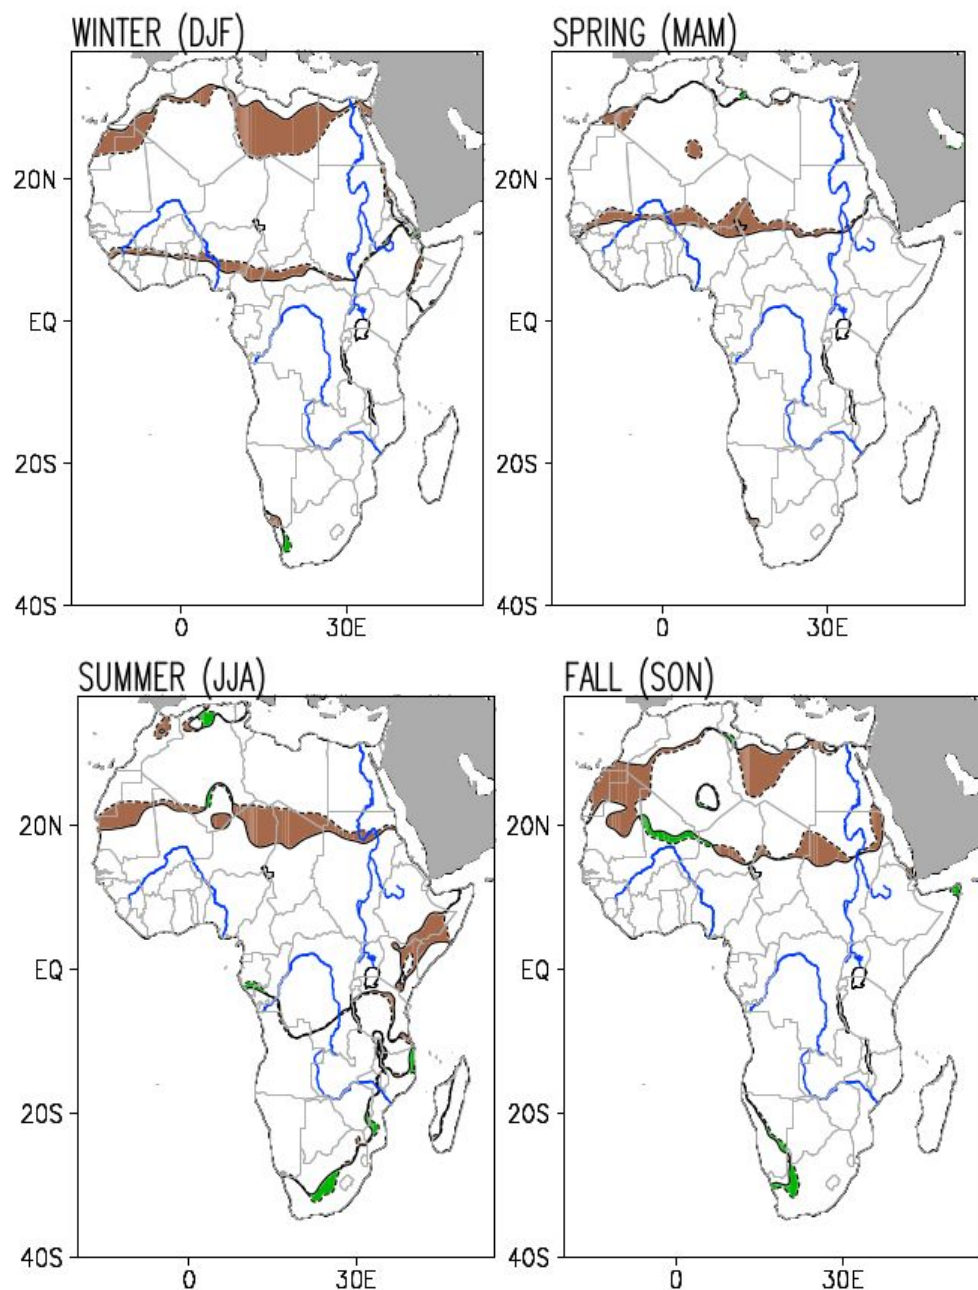 WINTER (DJF)
SPRING (MAM)
20N
EQ
20S
40S
0
30E
20N
EQ
20S
40S
0
30E
SUMMER (JJA)
FALL (SON)
20N
EQ
20S
40S
0
30E
20N
EQ
20S
40S
0
30E